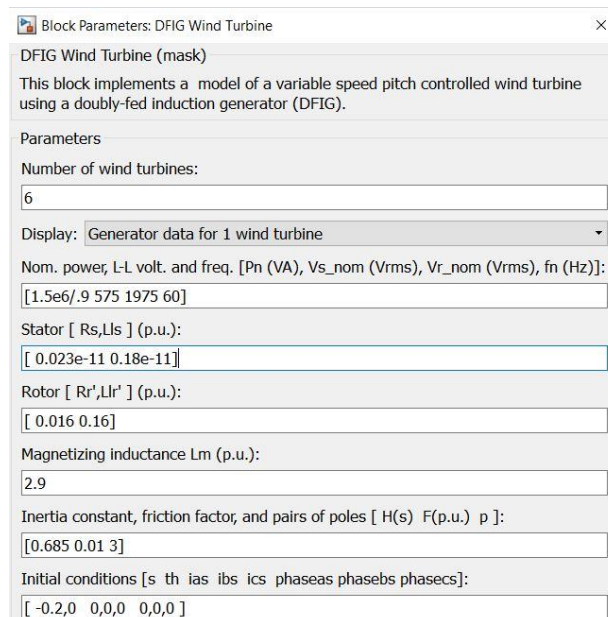 Block Parameters: DFIG Wind Turbine
DFIG Wind Turbine (mask)
This block implements a model of a variable speed pitch controlled wind turbine
using a doubly-fed induction generator (DFIG).
Parameters
Number of wind turbines:
6
Display: Generator data for 1 wind turbine
Nom. power, L-L volt. and freq. [Pn (VA), Vs_nom (Vrms), Vr_nom (Vrms), fn (Hz)]:
[1.5e6/.9 575 1975 60]
Stator [ Rs,Lls ] (p.u.):
[ 0.023e-11 0.18e-11]
Rotor [ Rr',Llr' ] (p.u.):
[ 0.016 0.16]
Magnetizing inductance Lm (p.u.):
2.9
Inertia constant, friction factor, and pairs of poles [ H(s) F(p.u.) p ]:
[0.685 0.01 3]
Initial conditions [s th ias ibs ics phaseas phasebs phasecs]:
[ -0.2,0 0,0,0 0,0,0 ]